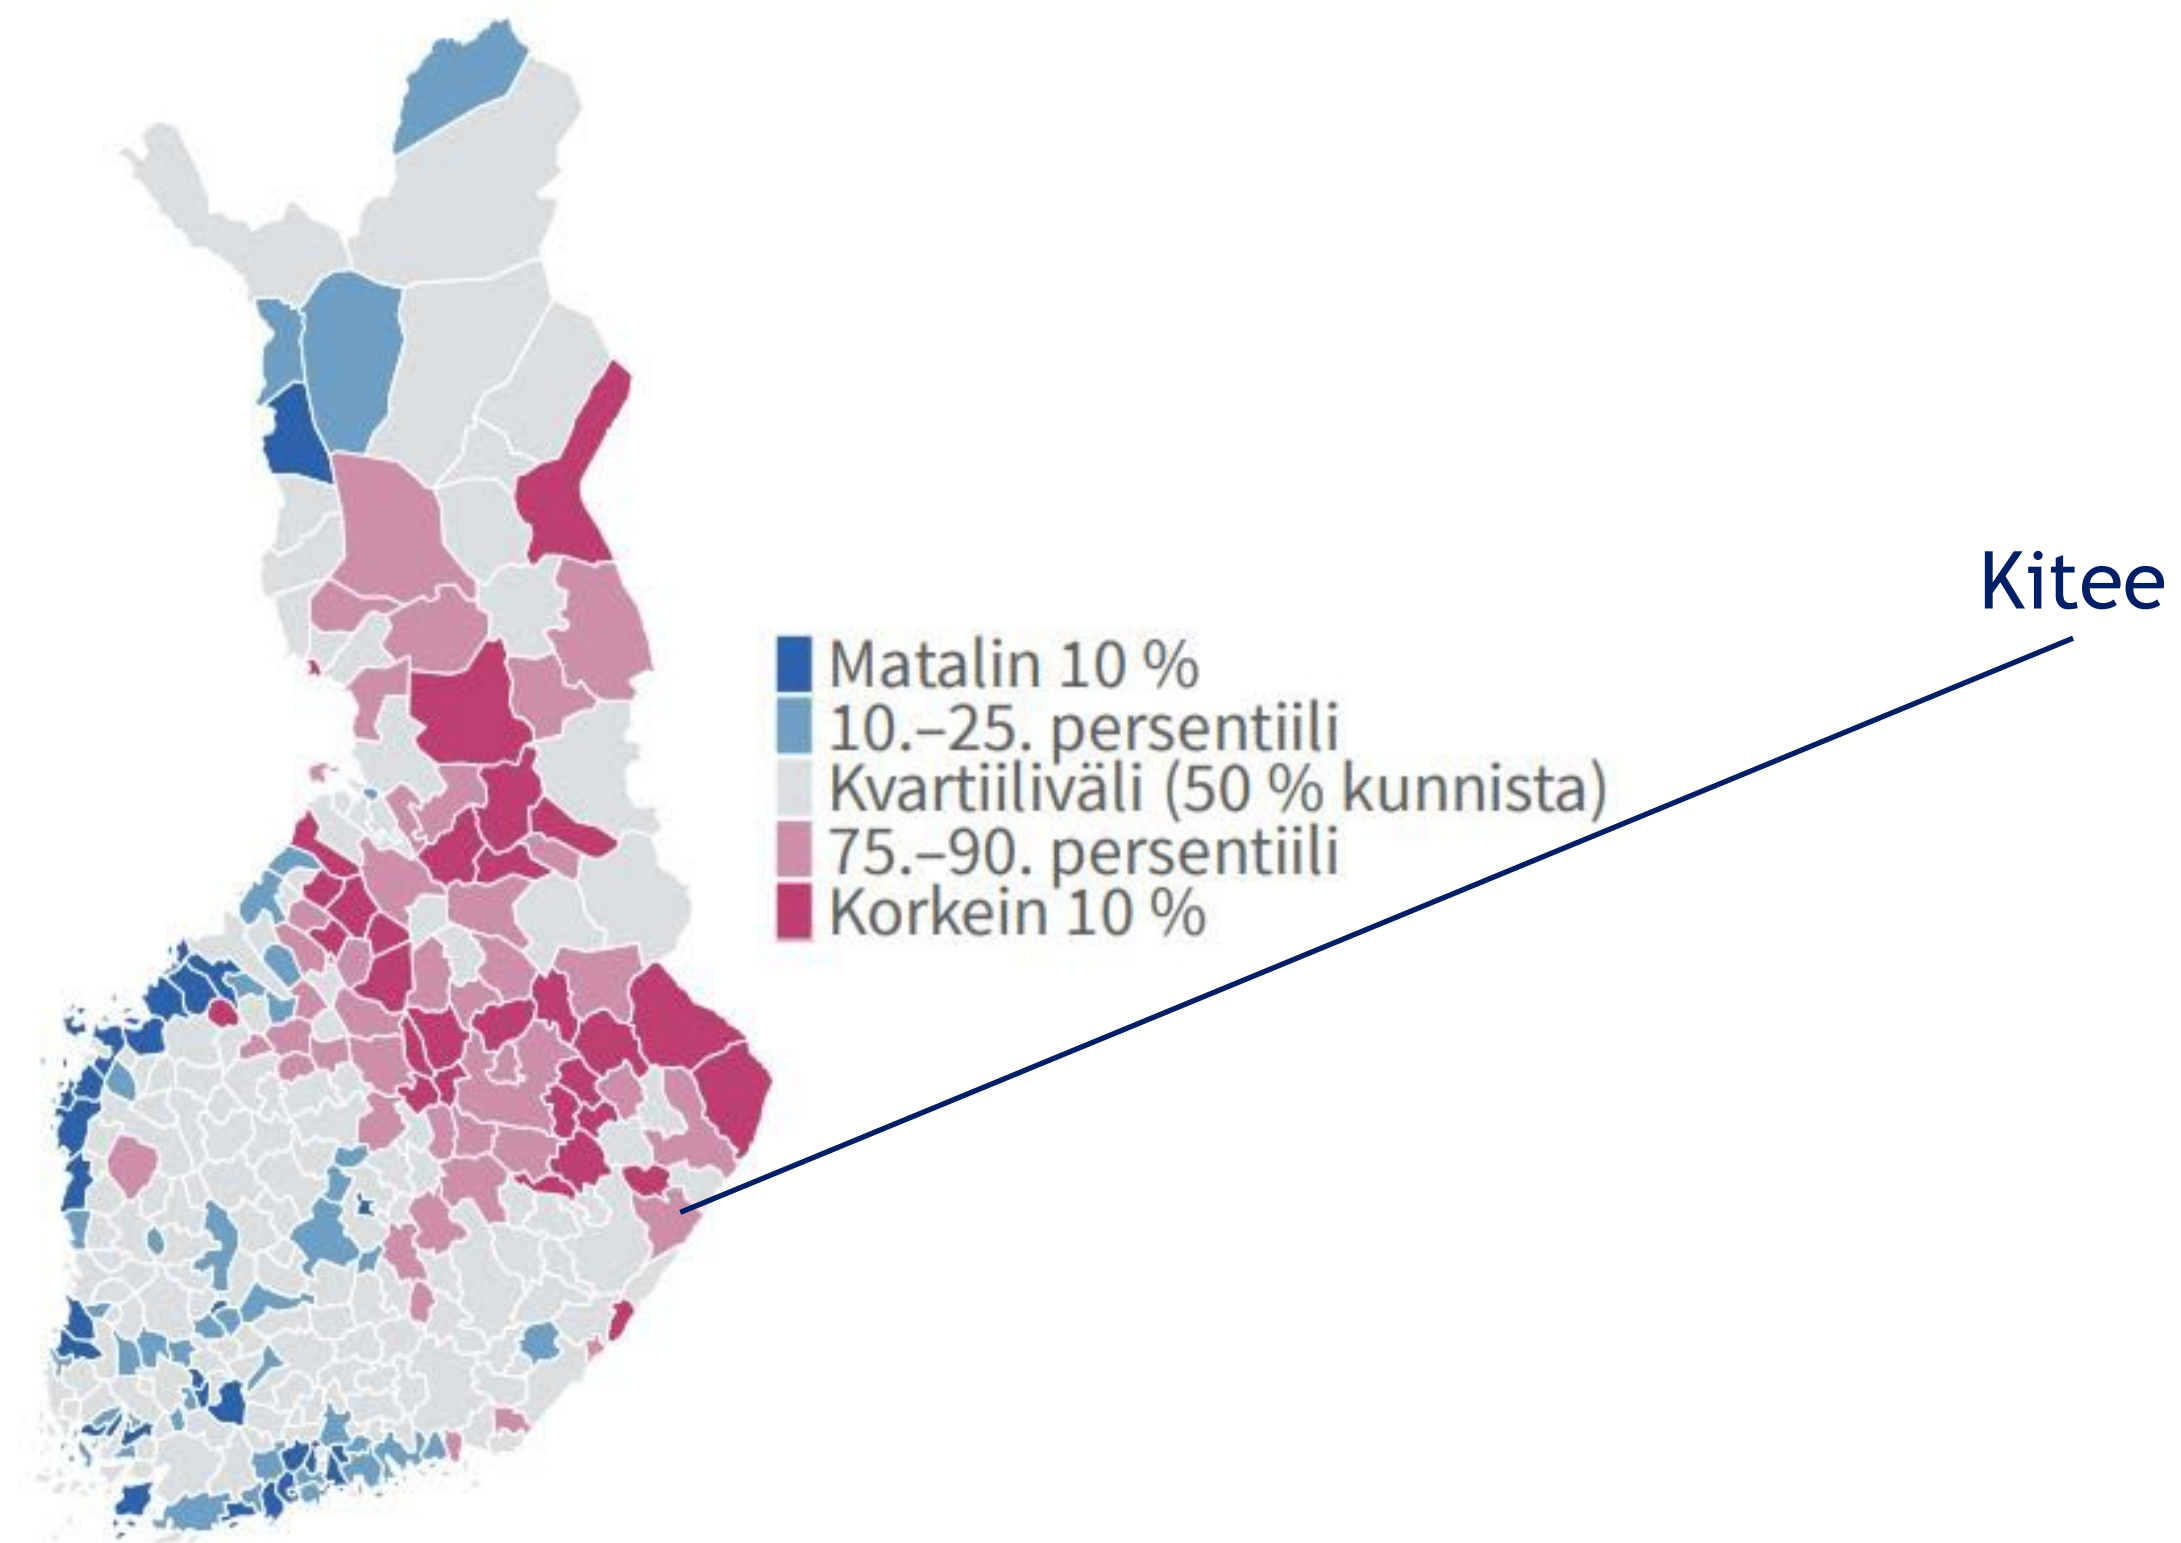 Kitee
Matalin 10 %
10.–25. persentiili
Kvartiiliväli (50 % kunnista)
75.–90. persentiili
Korkein 10 %